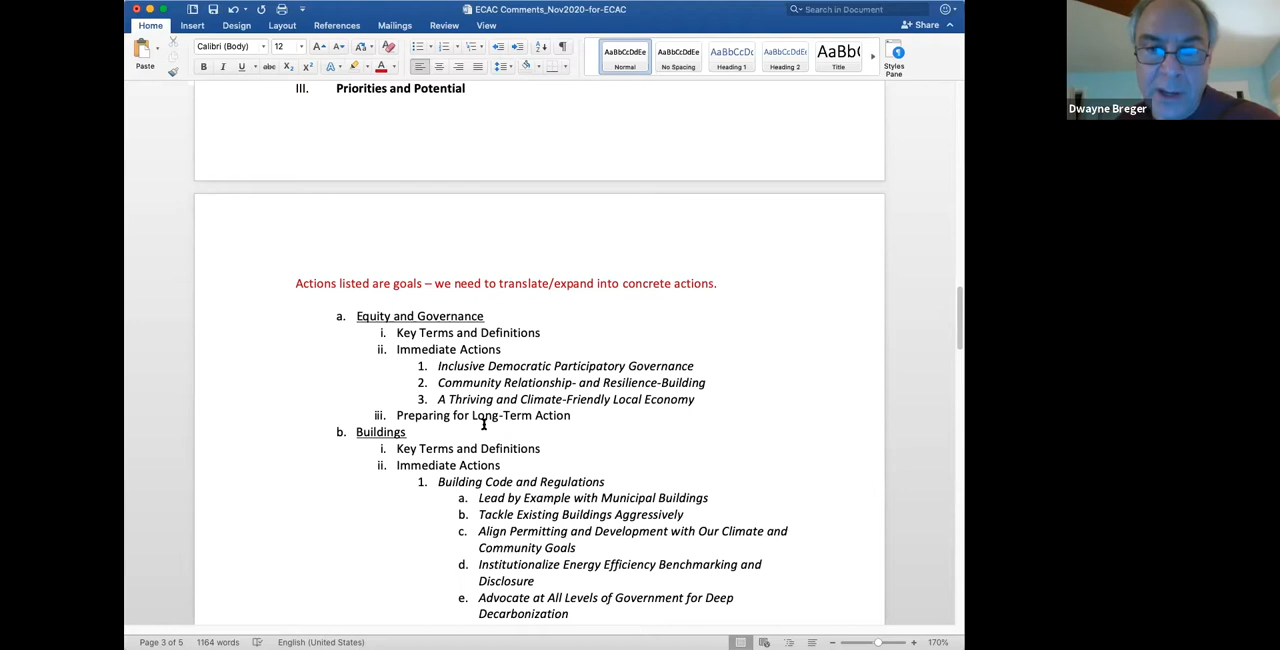 ECAC Comments_Nov2020-for-ECAC
Search in Document
Home Insert Design Layout References Mailings Review View
Share
Paste
Calibri (Body) 12
AaBbCcDdEe AaBbCcDdEe AaBbCcDc AaBbCcDdEe AaBb(
Normal No Spacing Heading 1 Heading 2 Title
Styles
Pane
Dwayne Breger
III. Priorities and Potential
Actions listed are goals – we need to translate/expand into concrete actions.
a. Equity and Governance
i. Key Terms and Definitions
ii. Immediate Actions
1. Inclusive Democratic Participatory Governance
2. Community Relationship- and Resilience-Building
3. A Thriving and Climate-Friendly Local Economy
iii. Preparing for Long-Term Action
b. Buildings
i. Key Terms and Definitions
ii. Immediate Actions
1. Building Code and Regulations
a. Lead by Example with Municipal Buildings
b. Tackle Existing Buildings Aggressively
c. Align Permitting and Development with Our Climate and
Community Goals
d. Institutionalize Energy Efficiency Benchmarking and
Disclosure
e. Advocate at All Levels of Government for Deep
Decarbonization
Page 3 of 5 1164 words English (United States) 170%